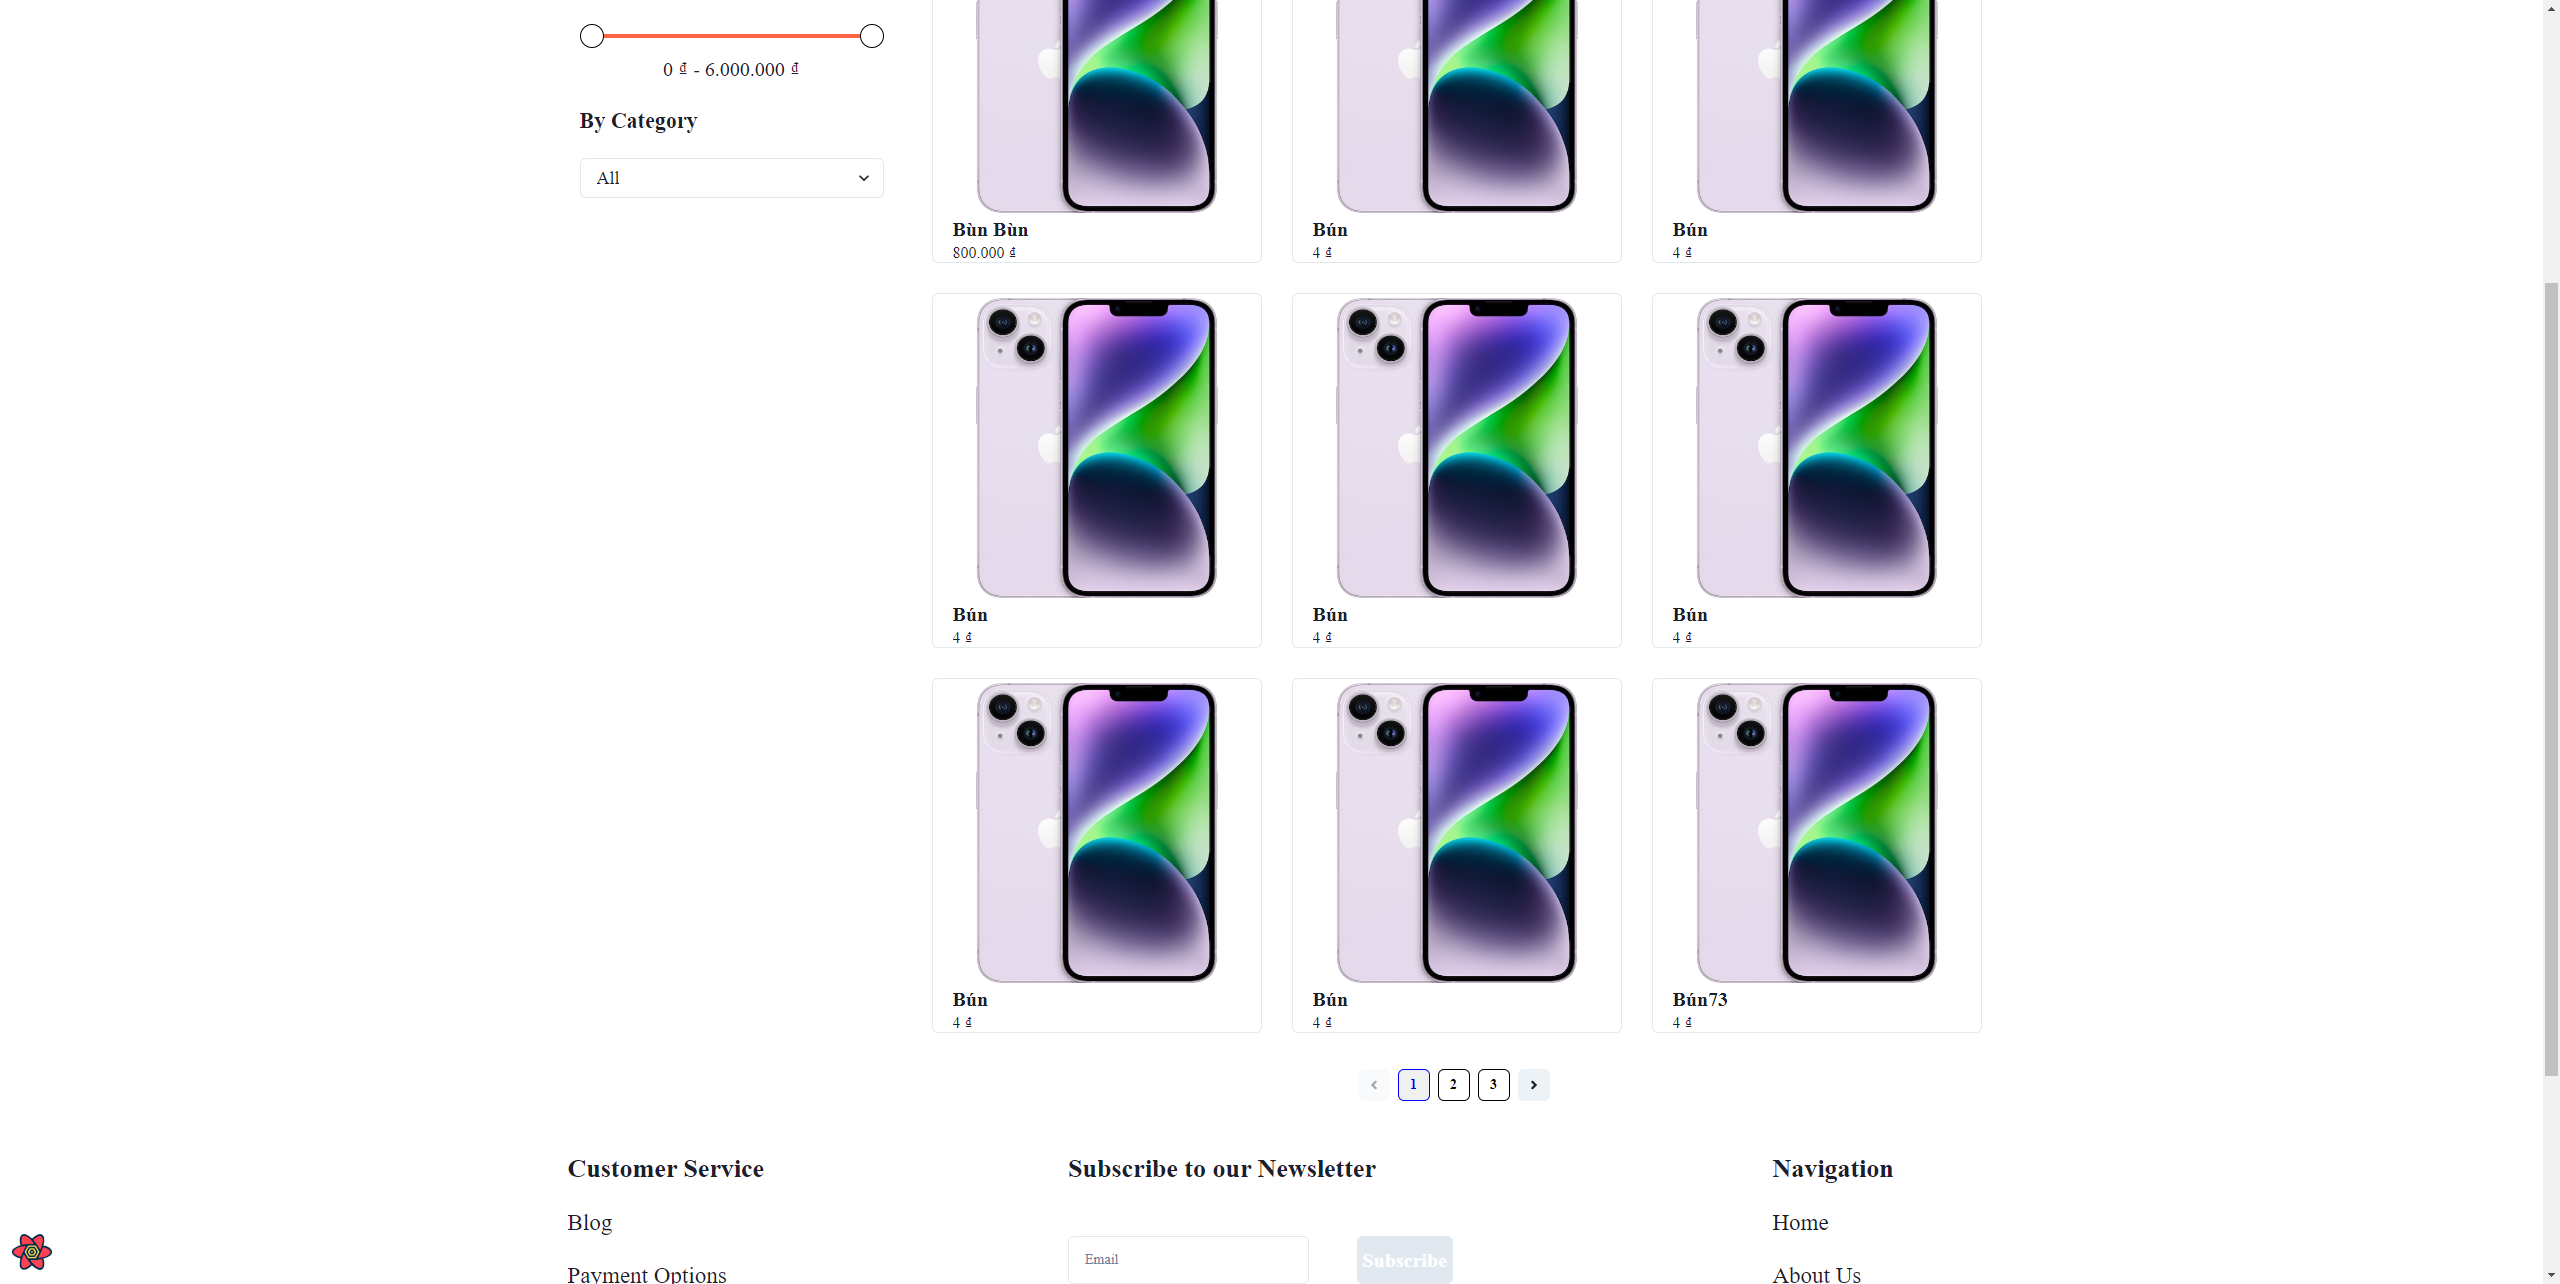 0 ₫ - 6.000.000 ₫
By Category
All
Bùn Bùn
800.000 ₫
Bún
4 ₫
Bún
4 ₫
Bún
4 ₫
Bún
4 ₫
Bún
4 ₫
Bún
4 ₫
Bún
4 ₫
Bún73
4 ₫
1 2 3
Customer Service
Blog
Payment Options
Subscribe to our Newsletter
Email
Subscribe
Navigation
Home
About Us